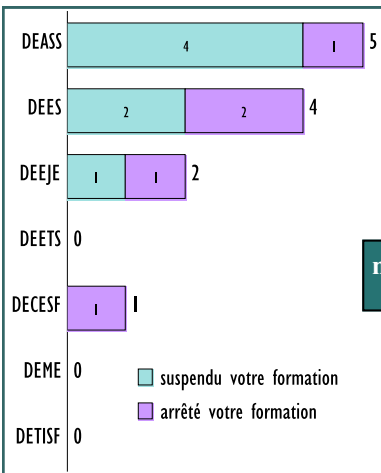 DEASS 4 1 5
DEES 2 2 4
DEEJE 1 1 2
DEETS 0
n
DECESF 1 1
DEME 0
suspendu votre formation
arrêté votre formation
DETISF 0